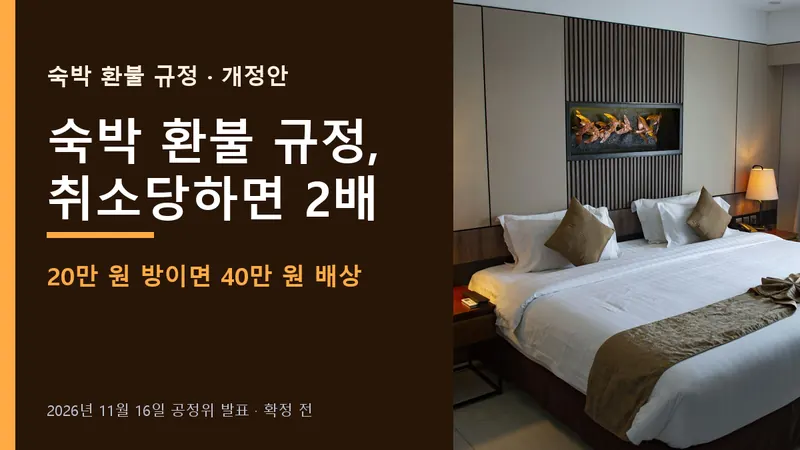 숙박 환불 규정 · 개정안
숙박 환불 규정,
취소당하면 2배
20만 원 방이면 40만 원 배상
2026년 11월 16일 공정위 발표 · 확정 전